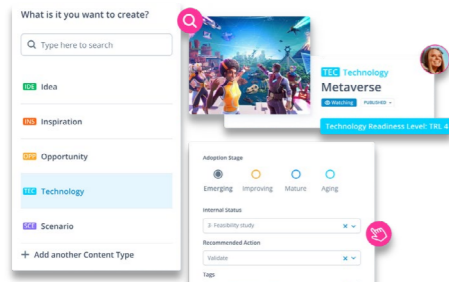 What is it you want to create?
Type here to search
IDE Idea
INS Inspiration
OPP Opportunity
TEC Technology
SCE Scenario
+ Add another Content Type
TEC Technology
Metaverse
Watching PUBLISHED
Technology Readiness Level: TRL 4
Adoption Stage
Emerging Improving Mature Aging
Internal Status
2- Feasibility study
Recommended Action
Validate
Tags